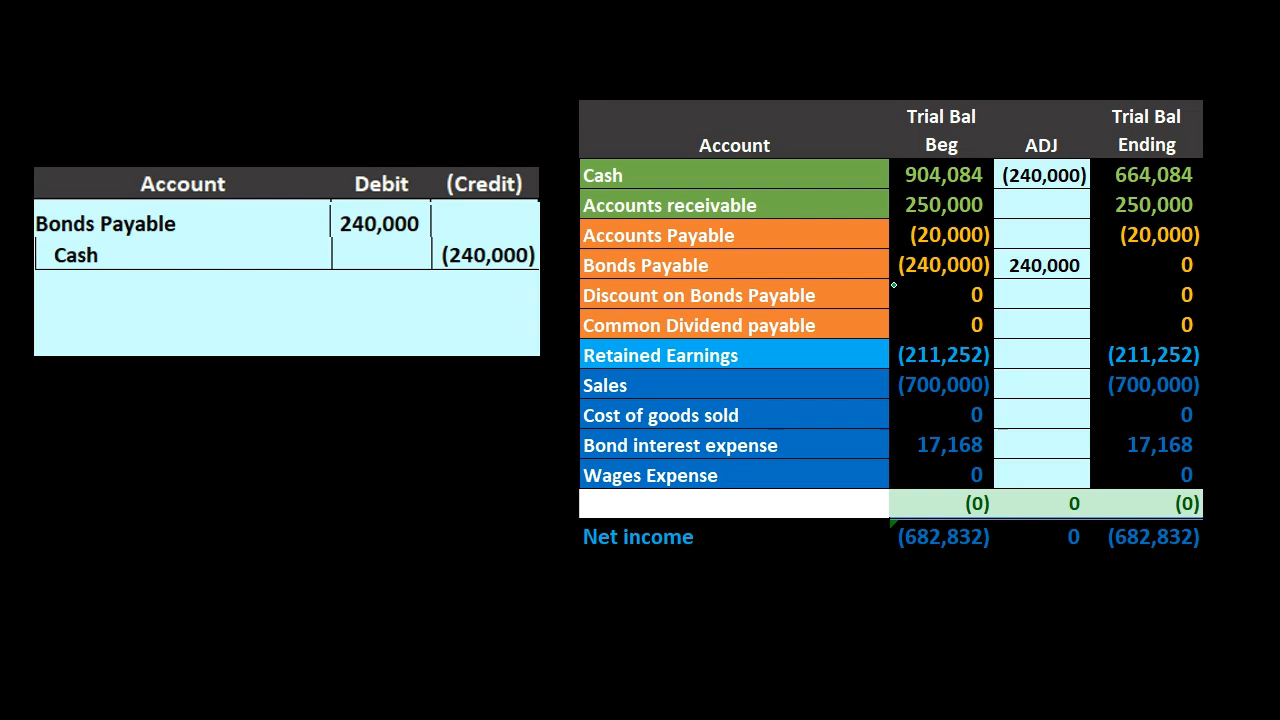 Account Debit (Credit)
Bonds Payable 240,000
Cash (240,000)
Trial Bal Trial Bal
Account Beg ADJ Ending
Cash 904,084 (240,000) 664,084
Accounts receivable 250,000 250,000
Accounts Payable (20,000) (20,000)
Bonds Payable (240,000) 240,000 0
Discount on Bonds Payable 0 0
Common Dividend payable 0 0
Retained Earnings (211,252) (211,252)
Sales (700,000) (700,000)
Cost of goods sold 0 0
Bond interest expense 17,168 17,168
Wages Expense 0 0
(0) 0 (0)
Net income (682,832) 0 (682,832)